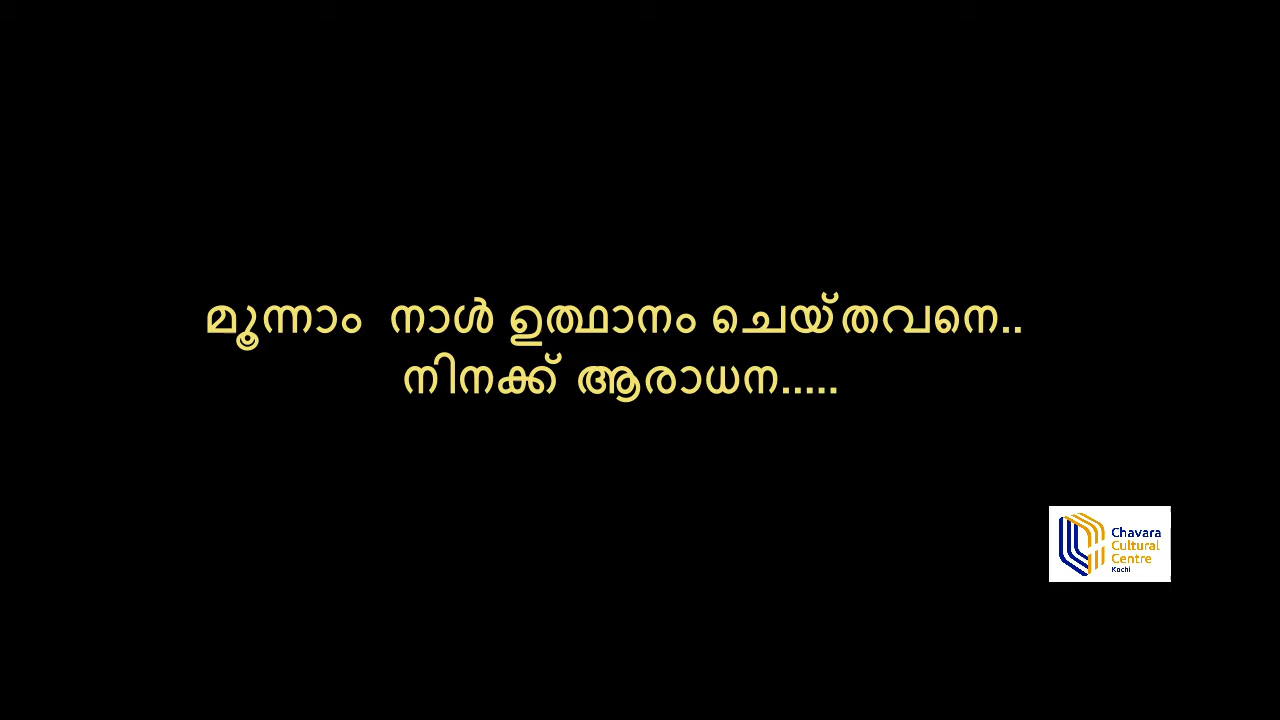 മൂന്നാം നാൾ ഉത്ഥാനം ചെയ്തവനെ..
നിനക്ക് ആരാധന.....
Chavara
Cultural
Centre
Kochi